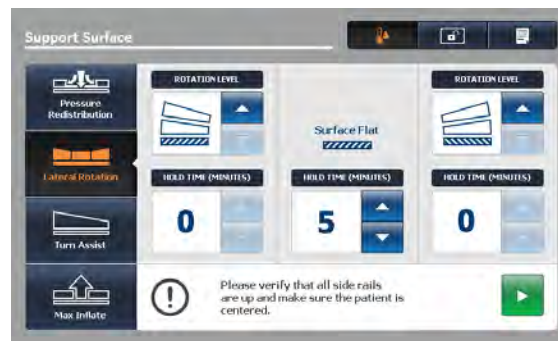 Support Surface
Pressure
Redistribution
Lateral Rotation
Turn Assist
Max Inflate
ROTATION LEVEL
Surface Flat
ROTATION LEVEL
HOLD TIME (MINUTES)
HOLD TIME (MINUTES)
HOLD TIME (MINUTES)
0
5
0
Please verify that all side rails
are up and make sure the patient is
centered.